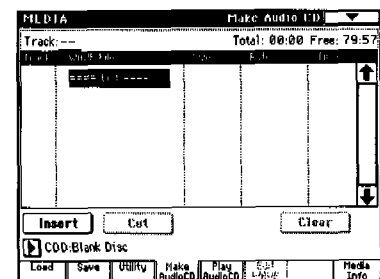 MEDIA Make Audio CD
Track:-- Total: 00:00 Free: 79:57
Track
Insert Cut Clear
CDD:Blank Disc
Load Save Utility Make AudioCD Play AudioCD Media Info